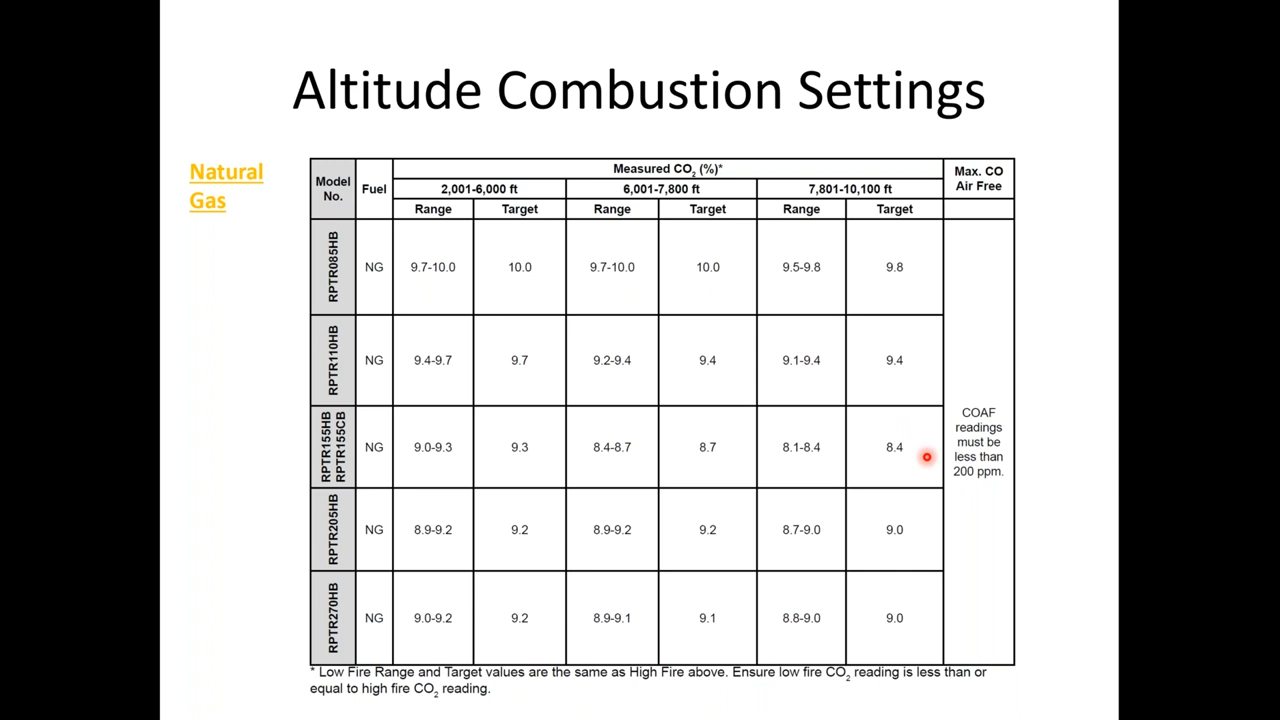 Altitude Combustion Settings
Natural
Gas
Model
No.
Fuel
Measured CO2 (%)*
Max. CO
Air Free
2,001-6,000 ft
6,001-7,800 ft
7,801-10,100 ft
Range
Target
Range
Target
Range
Target
RPTR085HB
NG
9.7-10.0
10.0
9.7-10.0
10.0
9.5-9.8
9.8
RPTR110HB
NG
9.4-9.7
9.7
9.2-9.4
9.4
9.1-9.4
9.4
RPTR155HB
RPTR155CB
NG
9.0-9.3
9.3
8.4-8.7
8.7
8.1-8.4
8.4
RPTR205HB
NG
8.9-9.2
9.2
8.9-9.2
9.2
8.7-9.0
9.0
RPTR270HB
NG
9.0-9.2
9.2
8.9-9.1
9.1
8.8-9.0
9.0
COAF
readings
must be
less than
200 ppm.
* Low Fire Range and Target values are the same as High Fire above. Ensure low fire CO2 reading is less than or
equal to high fire CO2 reading.